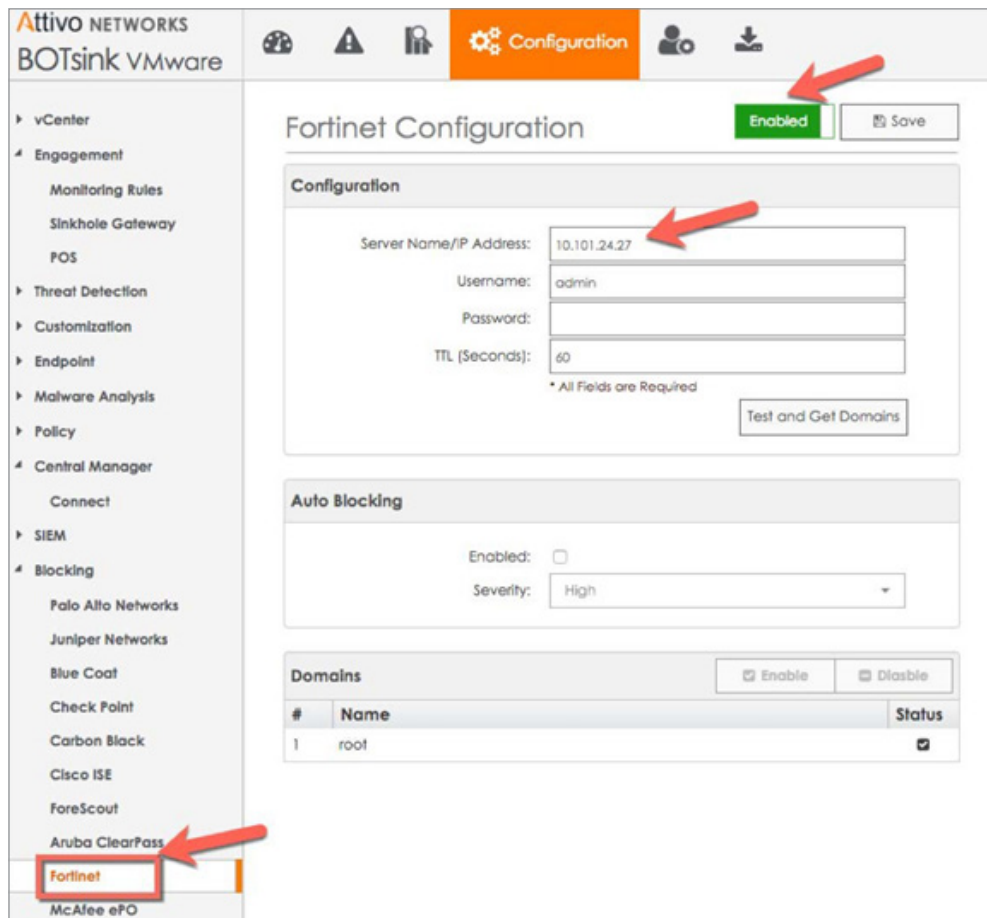 Attivo NETWORKS
BOTsink VMware
Configuration
vCenter
Engagement
Monitoring Rules
Sinkhole Gateway
POS
Threat Detection
Customization
Endpoint
Malware Analysis
Policy
Central Manager
Connect
SIEM
Blocking
Palo Alto Networks
Juniper Networks
Blue Coat
Check Point
Carbon Black
Cisco ISE
ForeScout
Aruba ClearPass
Fortinet
McAfee ePO
Fortinet Configuration
Enabled
Save
Configuration
Server Name/IP Address: 10.101.24.27
Username: admin
Password:
TTL (Seconds): 60
* All Fields are Required
Test and Get Domains
Auto Blocking
Enabled:
Severity: High
Domains Enable Disable
# Name Status
1 root